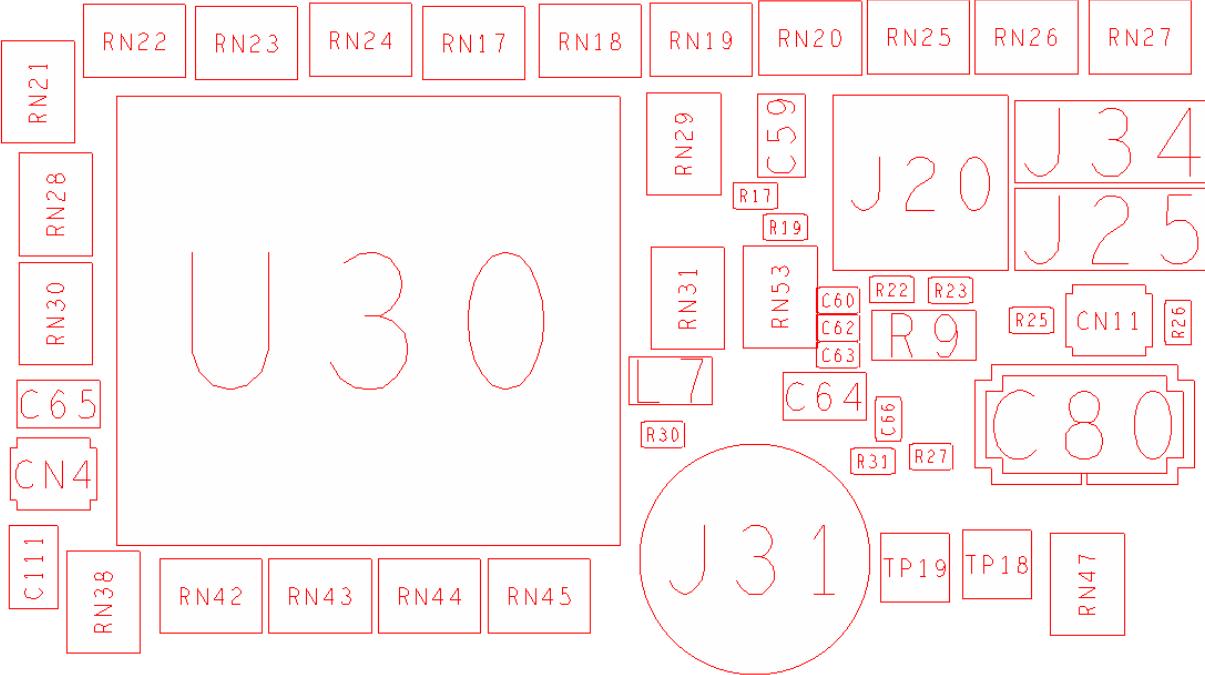 RN22 RN23 RN24 RN17 RN18 RN19 RN20 RN25 RN26 RN27
RN21
RN29 C59 J34
J20
R17
RN28
R19
J25
RN30
U30
RN31 RN53
C60 R22 R23
C62 R9 R25 CN11 R26
C63
L7
C65
C64
C66 C80
R30
R31 R27
CN4
C111
J31
TP19 TP18 RN47
RN38
RN42 RN43 RN44 RN45